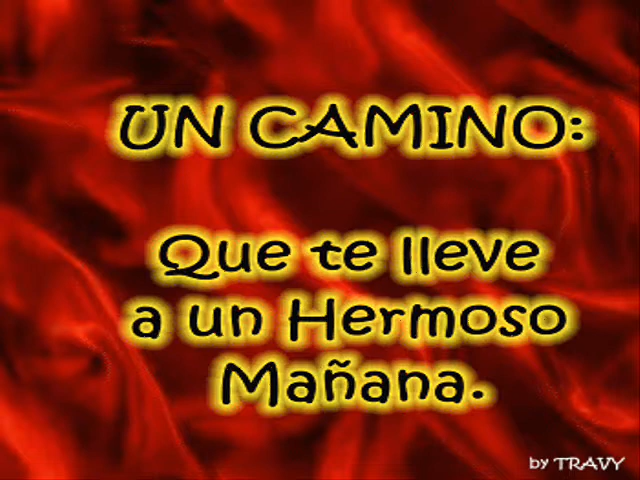 UN CAMINO:
Que te lleve
a un Hermoso
Mañana.
by TRAVY